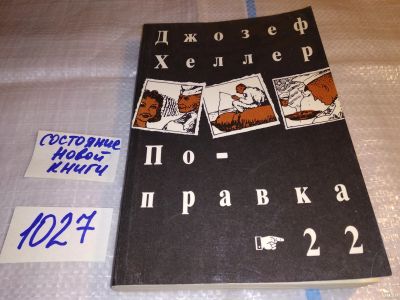 Джозеф
Хеллер
По-
правка
☞ 22
состояние
новой
книги
1027